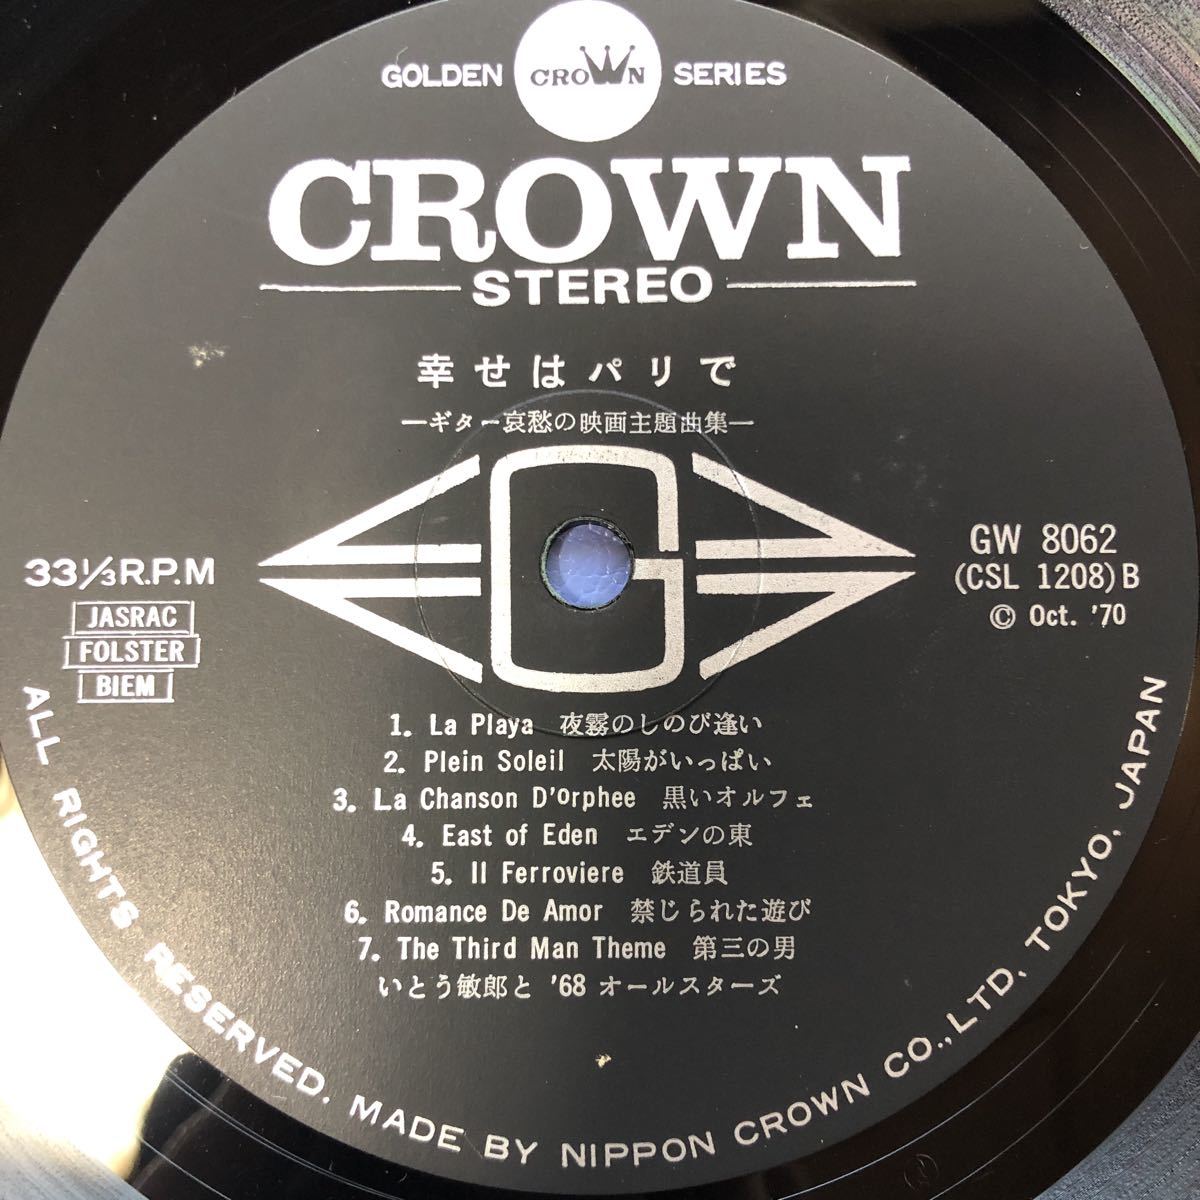 GOLDEN CROWN SERIES
CROWN
STEREO
幸せはパリで
—ギター哀愁の映画主題曲集—
G
33⅓R.P.M
JASRAC
FOLSTER
BIEM
GW 8062
(CSL 1208)B
© Oct. '70
1. La Playa 夜霧のしのび逢い
2. Plein Soleil 太陽がいっぱい
3. La Chanson D'orphee 黒いオルフェ
4. East of Eden エデンの東
5. Il Ferroviere 鉄道員
6. Romance De Amor 禁じられた遊び
7. The Third Man Theme 第三の男
いとう敏郎と '68 オールスターズ
ALL RIGHTS RESERVED. MADE BY NIPPON CROWN CO.,LTD. TOKYO. JAPAN